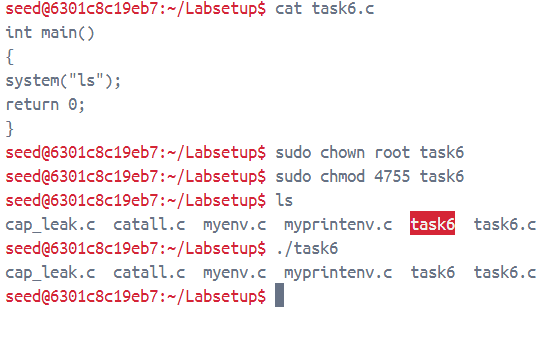 seed@6301c8c19eb7:~/Labsetup$ cat task6.c
int main()
{
system("ls");
return 0;
}
seed@6301c8c19eb7:~/Labsetup$ sudo chown root task6
seed@6301c8c19eb7:~/Labsetup$ sudo chmod 4755 task6
seed@6301c8c19eb7:~/Labsetup$ ls
cap_leak.c  catall.c  myenv.c  myprintenv.c  task6  task6.c
seed@6301c8c19eb7:~/Labsetup$ ./task6
cap_leak.c  catall.c  myenv.c  myprintenv.c  task6  task6.c
seed@6301c8c19eb7:~/Labsetup$